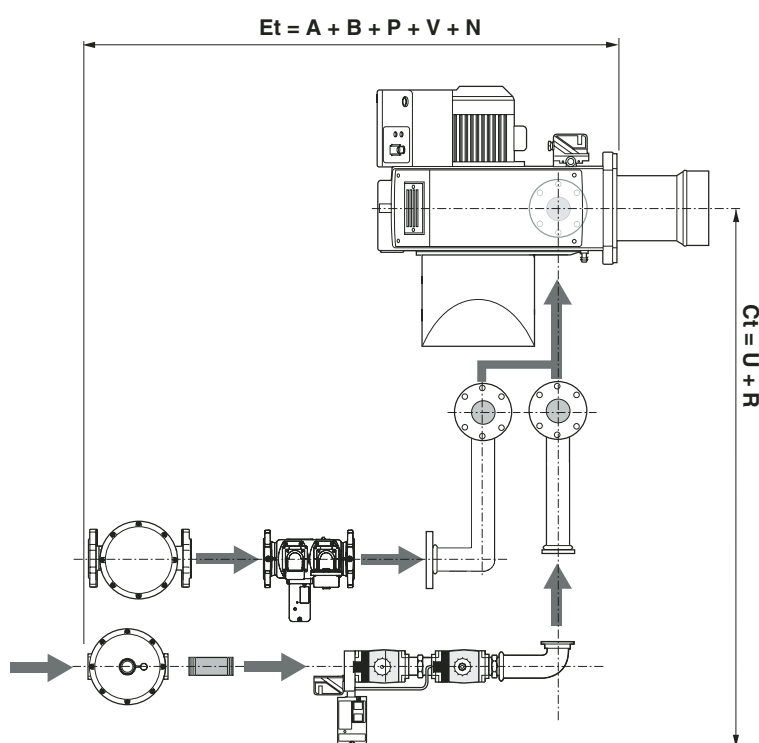 Et = A + B + P + V + N
Ct = U + R